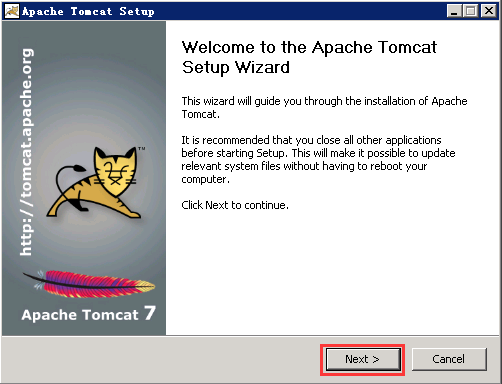 Apache Tomcat Setup
http://tomcat.apache.org
TM
Apache Tomcat 7
Welcome to the Apache Tomcat
Setup Wizard
This wizard will guide you through the installation of Apache
Tomcat.
It is recommended that you close all other applications
before starting Setup. This will make it possible to update
relevant system files without having to reboot your
computer.
Click Next to continue.
Next >
Cancel